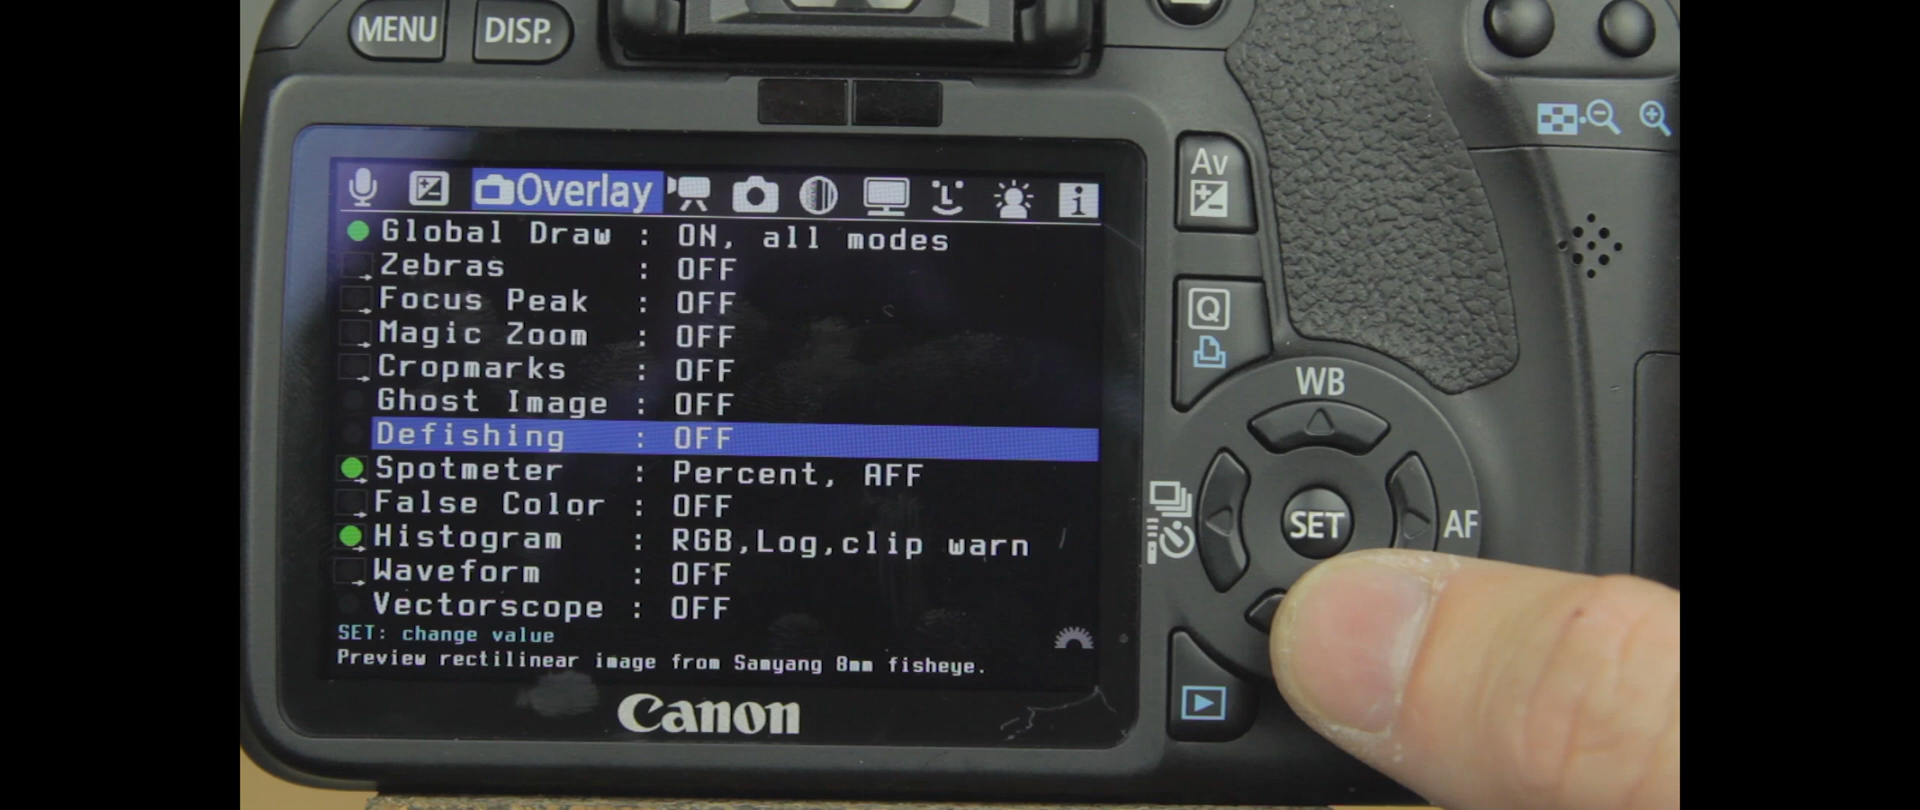 MENU DISP.
Overlay
Global Draw : ON, all modes
Zebras : OFF
Focus Peak : OFF
Magic Zoom : OFF
Cropmarks : OFF
Ghost Image : OFF
Defishing : OFF
Spotmeter : Percent, AFF
False Color : OFF
Histogram : RGB,Log,clip warn
Waveform : OFF
Vectorscope : OFF
SET: change value
Preview rectilinear image from Samyang 8mm fisheye.
Canon
Av
Q
WB
SET
AF